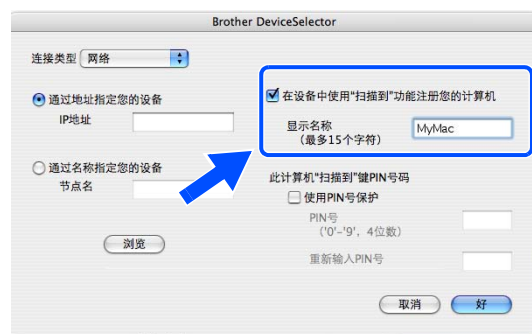 Brother DeviceSelector
连接类型 网络
通过地址指定您的设备
IP地址
通过名称指定您的设备
节点名
浏览
在设备中使用“扫描到”功能注册您的计算机
显示名称
（最多15个字符）
MyMac
此计算机“扫描到”键PIN号码
使用PIN号保护
PIN号
（'0'-'9'，4位数）
重新输入PIN号
取消 好